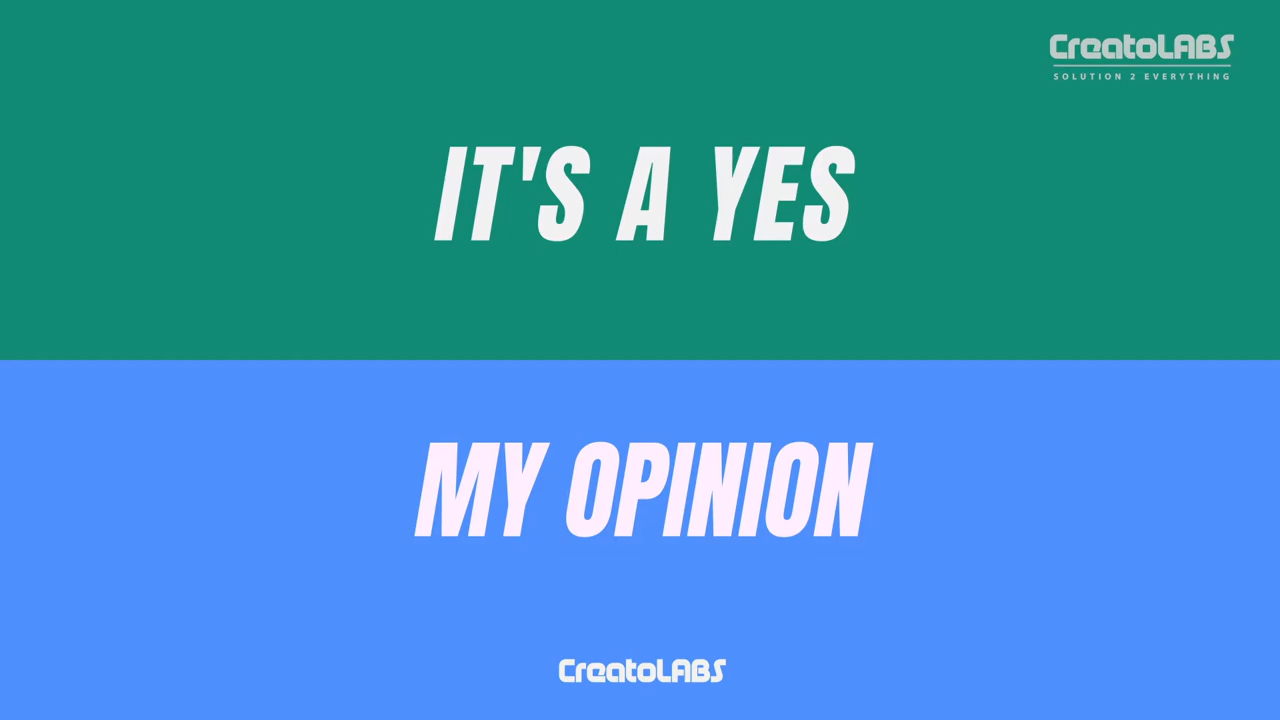 CreatoLABS
SOLUTION 2 EVERYTHING
IT'S A YES
MY OPINION
CreatoLABS